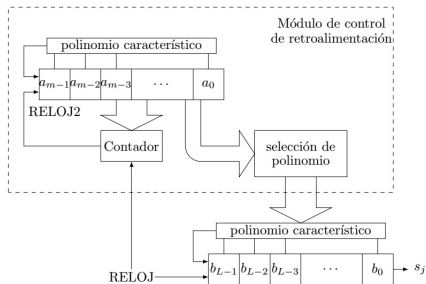 Módulo de control
de retroalimentación
polinomio característico
a_{m−1} a_{m−2} a_{m−3} ··· a_0
RELOJ2
Contador
selección de
polinomio
polinomio característico
RELOJ
b_{L−1} b_{L−2} b_{L−3} ··· b_0
s_j